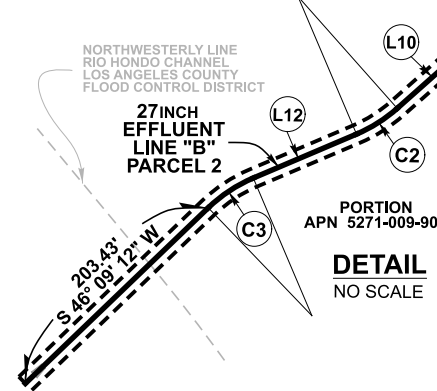 L10
NORTHWESTERLY LINE
RIO HONDO CHANNEL
LOS ANGELES COUNTY
FLOOD CONTROL DISTRICT
27INCH
EFFLUENT
LINE "B"
PARCEL 2
L12
C2
PORTION
APN 5271-009-90
C3
203.43'
S 46° 09' 12" W
DETAIL
NO SCALE